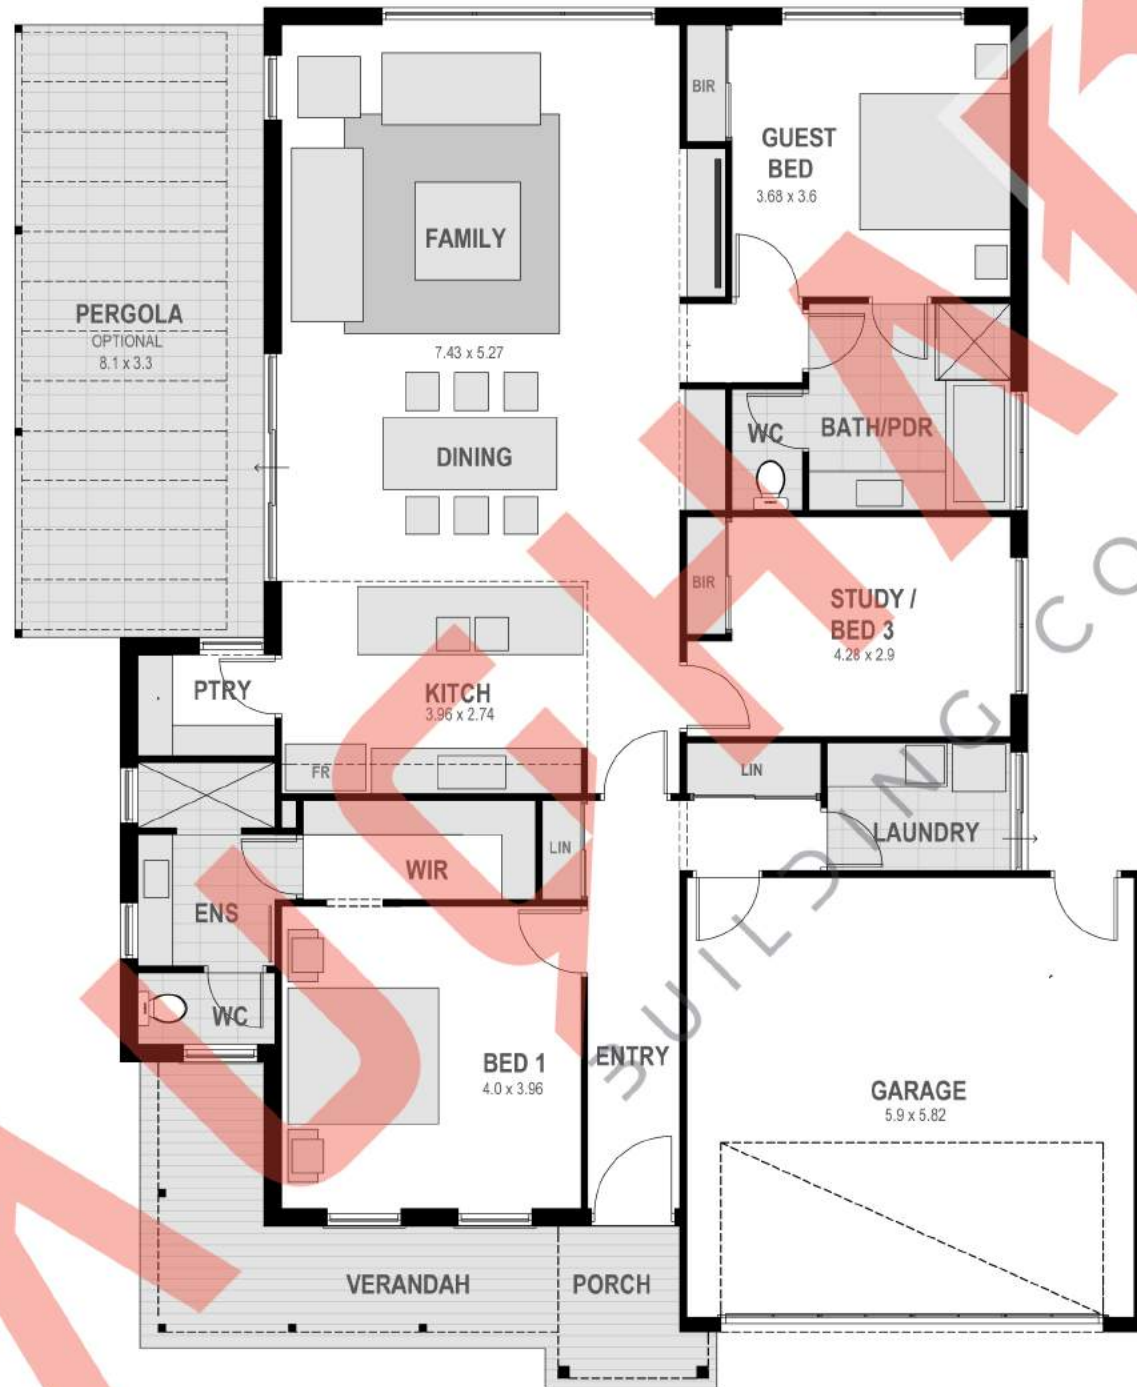 BIR
GUEST
BED
3.68 x 3.6
FAMILY
PERGOLA
OPTIONAL
8.1 x 3.3
7.43 x 5.27
WC
BATH/PDR
DINING
BIR
STUDY /
BED 3
4.28 x 2.9
PTRY
KITCH
3.96 x 2.74
FR
LIN
LAUNDRY
LIN
WIR
ENS
WC
BED 1
4.0 x 3.96
ENTRY
GARAGE
5.9 x 5.82
VERANDAH
PORCH
BUILDING CO